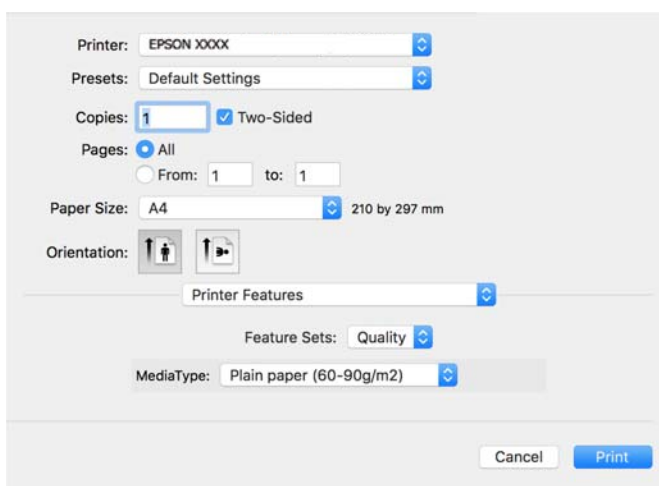 Printer: EPSON XXXX
Presets: Default Settings
Copies: 1 Two-Sided
Pages: All
From: 1 to: 1
Paper Size: A4 210 by 297 mm
Orientation:
Printer Features
Feature Sets: Quality
MediaType: Plain paper (60-90g/m2)
Cancel Print